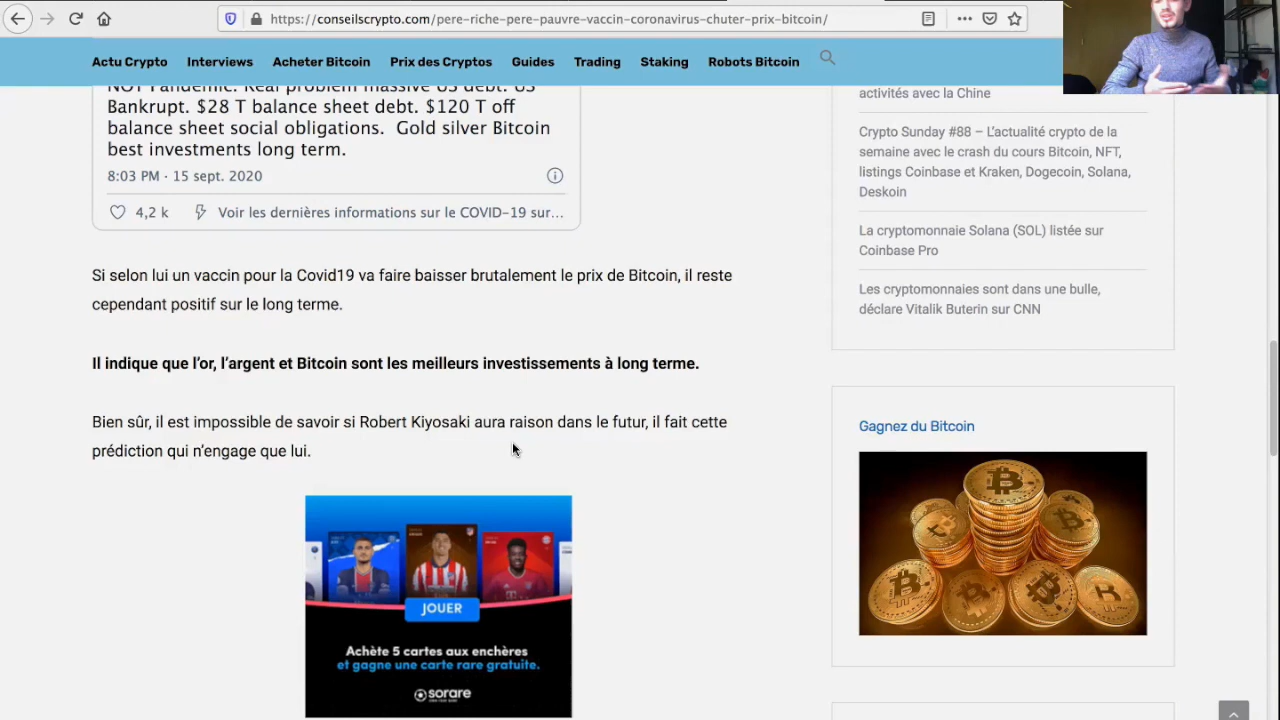 https://conseilscrypto.com/pere-riche-pere-pauvre-vaccin-coronavirus-chuter-prix-bitcoin/
Actu Crypto Interviews Acheter Bitcoin Prix des Cryptos Guides Trading Staking Robots Bitcoin
NOT Pandemic. Real problem massive US debt. US
Bankrupt. $28 T balance sheet debt. $120 T off
balance sheet social obligations. Gold silver Bitcoin
best investments long term.
8:03 PM · 15 sept. 2020
4,2 k Voir les dernières informations sur le COVID-19 sur…
Si selon lui un vaccin pour la Covid19 va faire baisser brutalement le prix de Bitcoin, il reste
cependant positif sur le long terme.
Il indique que l’or, l’argent et Bitcoin sont les meilleurs investissements à long terme.
Bien sûr, il est impossible de savoir si Robert Kiyosaki aura raison dans le futur, il fait cette
prédiction qui n’engage que lui.
JOUER
Achète 5 cartes aux enchères
et gagne une carte rare gratuite.
sorare
activités avec la Chine
Crypto Sunday #88 – L’actualité crypto de la
semaine avec le crash du cours Bitcoin, NFT,
listings Coinbase et Kraken, Dogecoin, Solana,
Deskoin
La cryptomonnaie Solana (SOL) listée sur
Coinbase Pro
Les cryptomonnaies sont dans une bulle,
déclare Vitalik Buterin sur CNN
Gagnez du Bitcoin